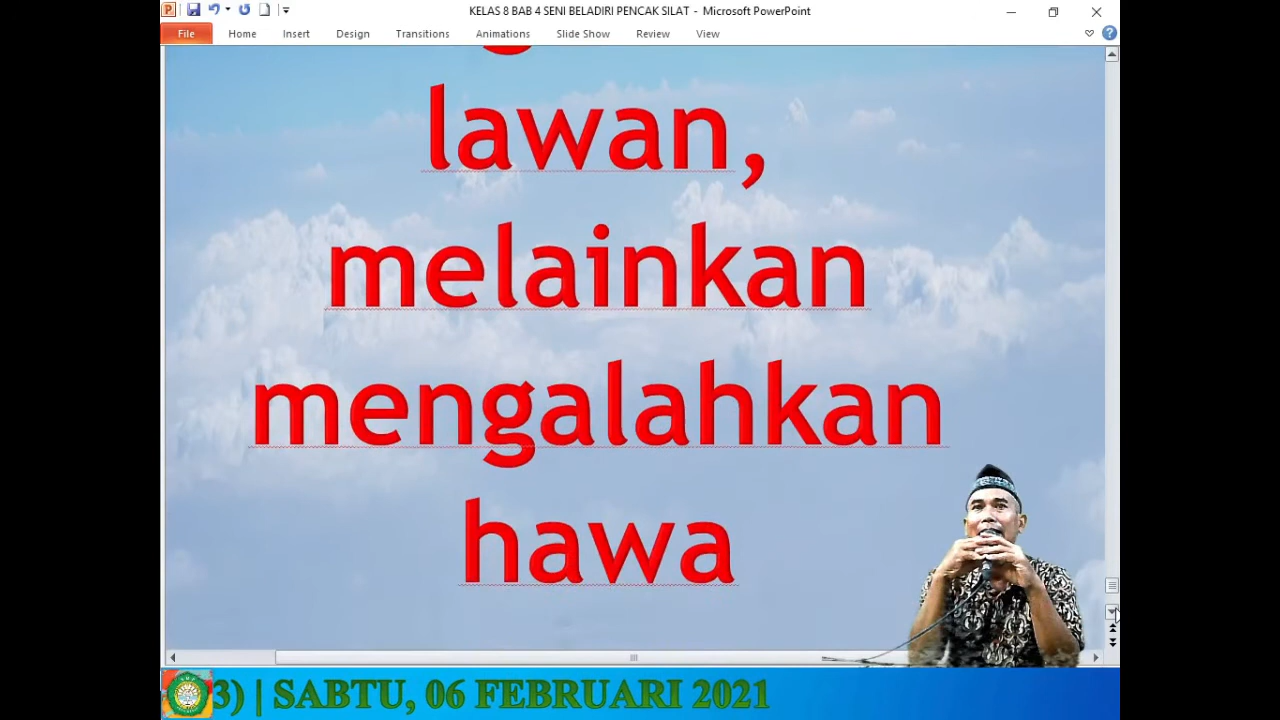 KELAS 8 BAB 4 SENI BELADIRI PENCAK SILAT - Microsoft PowerPoint
File Home Insert Design Transitions Animations Slide Show Review View
lawan,
melainkan
mengalahkan
hawa
3) | SABTU, 06 FEBRUARI 2021